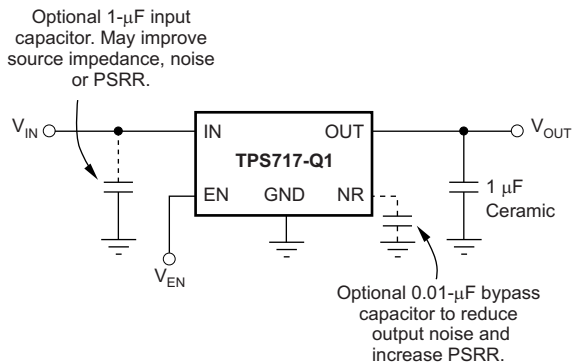 Optional 1-μF input
capacitor. May improve
source impedance, noise
or PSRR.
V_IN
IN
OUT
V_OUT
TPS717-Q1
EN
GND
NR
1 μF
Ceramic
V_EN
Optional 0.01-μF bypass
capacitor to reduce
output noise and
increase PSRR.